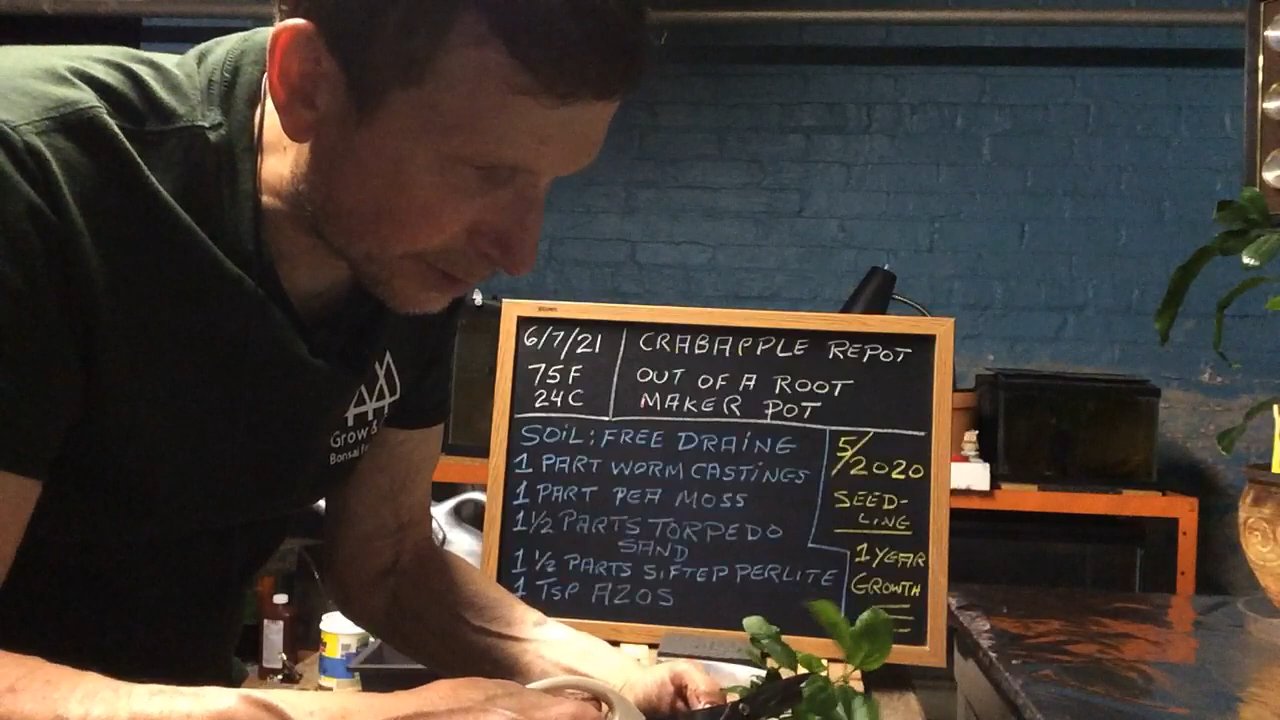 6/7/21
75F
24C
CRABAPPLE REPOT
OUT OF A ROOT
MAKER POT
SOIL: FREE DRAINE
1 PART WORM CASTINGS
1 PART PEA MOSS
1 1/2 PARTS TORPEDO
SAND
1 1/2 PARTS SIFTEP PERLITE
1 TSP AZOS
5/2020
SEED-
LING
1 YEAR
GROWTH
Grow &
Bonsai